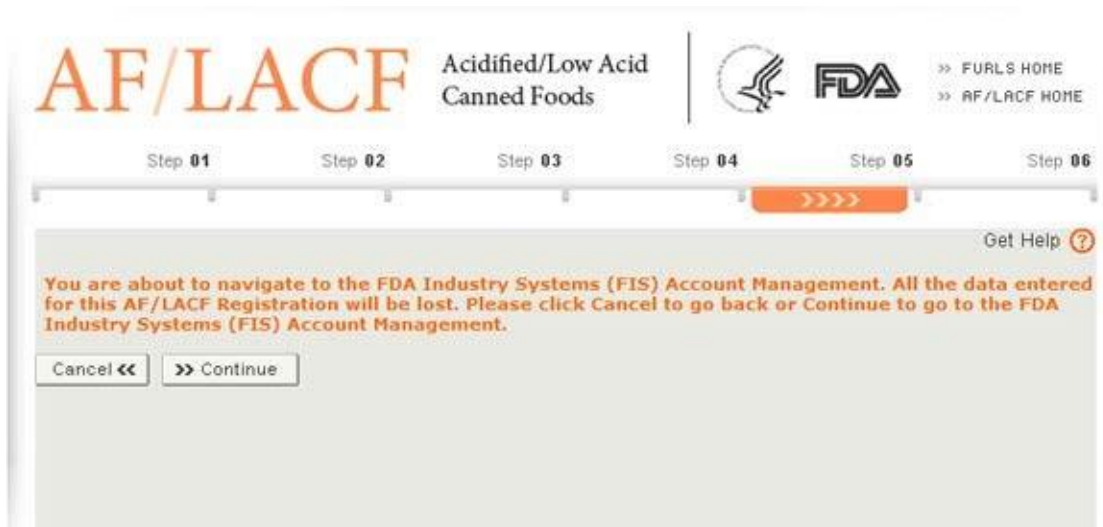 AF/LACF
Acidified/Low Acid
Canned Foods
FDA
>> FURLS HOME
>> AF/LACF HOME
Step 01
Step 02
Step 03
Step 04
Step 05
Step 06
>>>>
Get Help ?
You are about to navigate to the FDA Industry Systems (FIS) Account Management. All the data entered
for this AF/LACF Registration will be lost. Please click Cancel to go back or Continue to go to the FDA
Industry Systems (FIS) Account Management.
Cancel <<
>> Continue